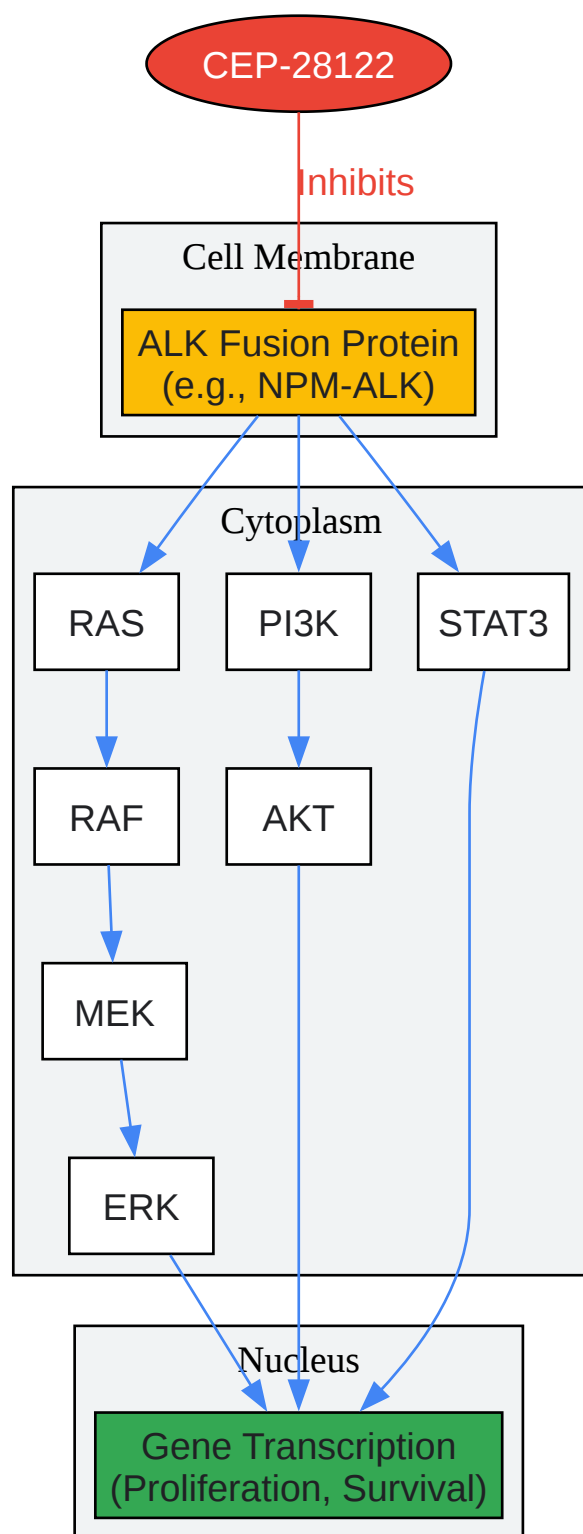 CEP-28122
Inhibits
Cell Membrane
ALK Fusion Protein
(e.g., NPM-ALK)
Cytoplasm
RAS
PI3K
STAT3
RAF
AKT
MEK
ERK
Nucleus
Gene Transcription
(Proliferation, Survival)